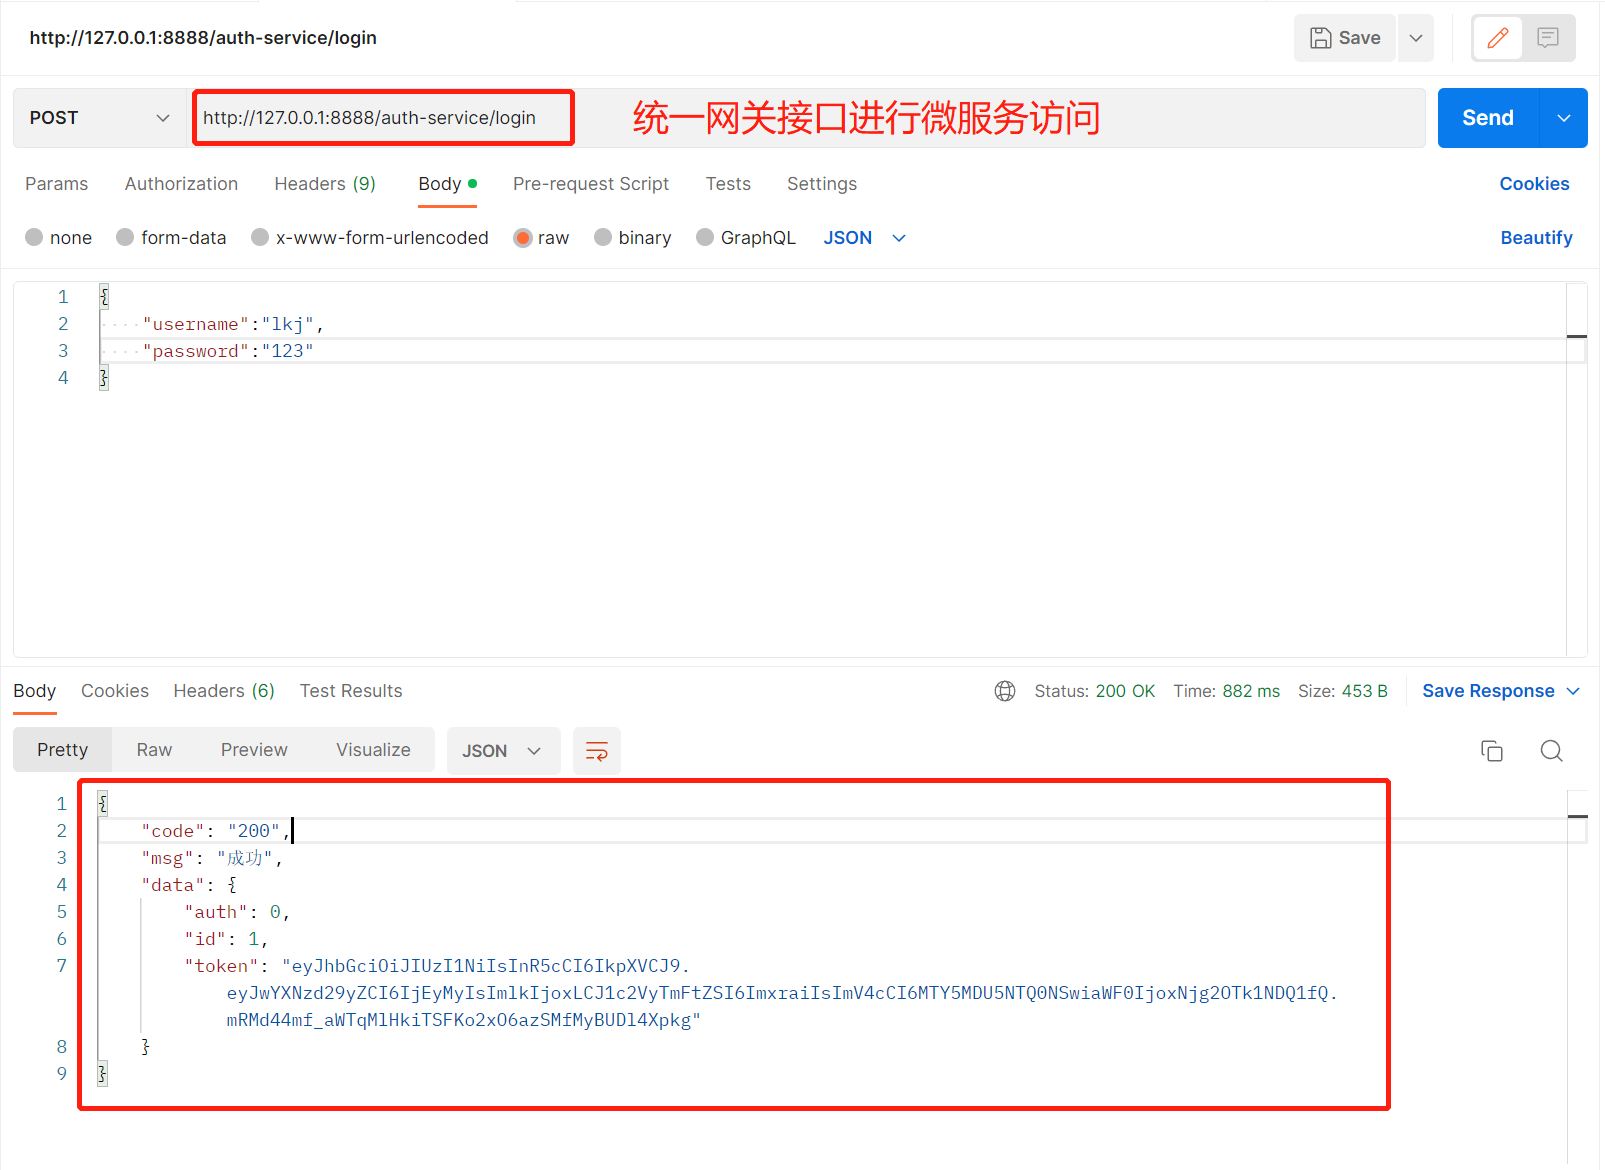 http://127.0.0.1:8888/auth-service/login
Save
POST
http://127.0.0.1:8888/auth-service/login
统一网关接口进行微服务访问
Send
Params Authorization Headers (9) Body Pre-request Script Tests Settings Cookies
none form-data x-www-form-urlencoded raw binary GraphQL JSON Beautify
1 {
2 "username":"lkj",
3 "password":"123"
4 }
Body Cookies Headers (6) Test Results Status: 200 OK Time: 882 ms Size: 453 B Save Response
Pretty Raw Preview Visualize JSON
1 {
2 "code": "200",
3 "msg": "成功",
4 "data": {
5 "auth": 0,
6 "id": 1,
7 "token": "eyJhbGciOiJIUzI1NiIsInR5cCI6IkpXVCJ9.
eyJwYXNzd29yZCI6IjEyMyIsImlkIjoxLCJ1c2VyTmFtZSI6ImxraiIsImV4cCI6MTY5MDU5NTQ0NSwiaWF0IjoxNjg2OTk1NDQ1fQ.
mRMd44mf_aWTqMlHkiTSFKo2xO6azSMfMyBUDl4Xpkg"
8 }
9 }